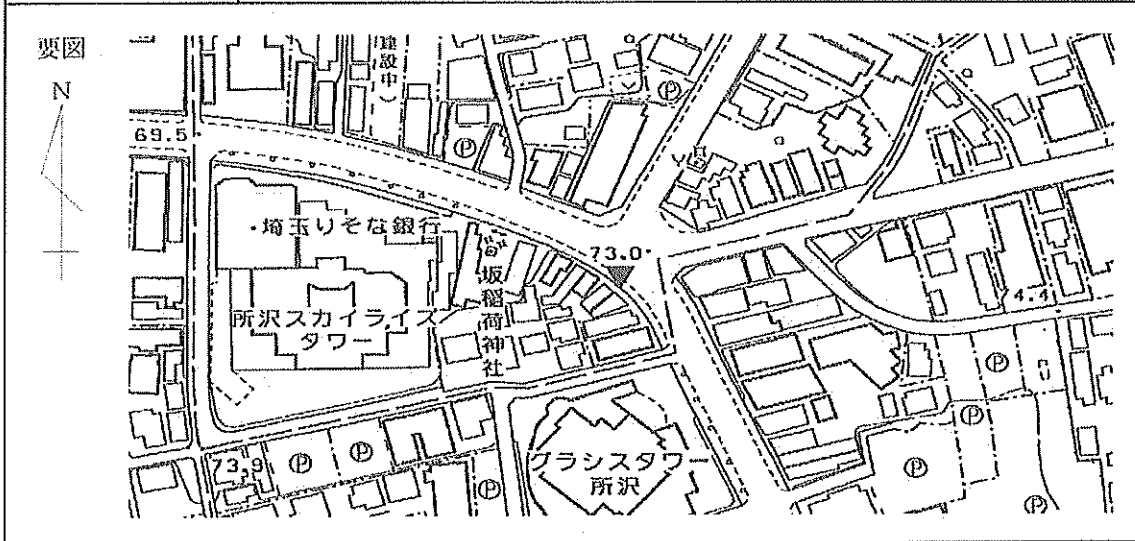 要図
N
建設中)
Ⓟ
69.5
Ⓟ
・埼玉りそな銀行
73.0
坂稲荷神社
所沢スカイライズ
タワー
4.4
Ⓟ
Ⓟ
73.9
Ⓟ
Ⓟ
グラシスタワー
所沢
Ⓟ
Ⓟ
Ⓟ